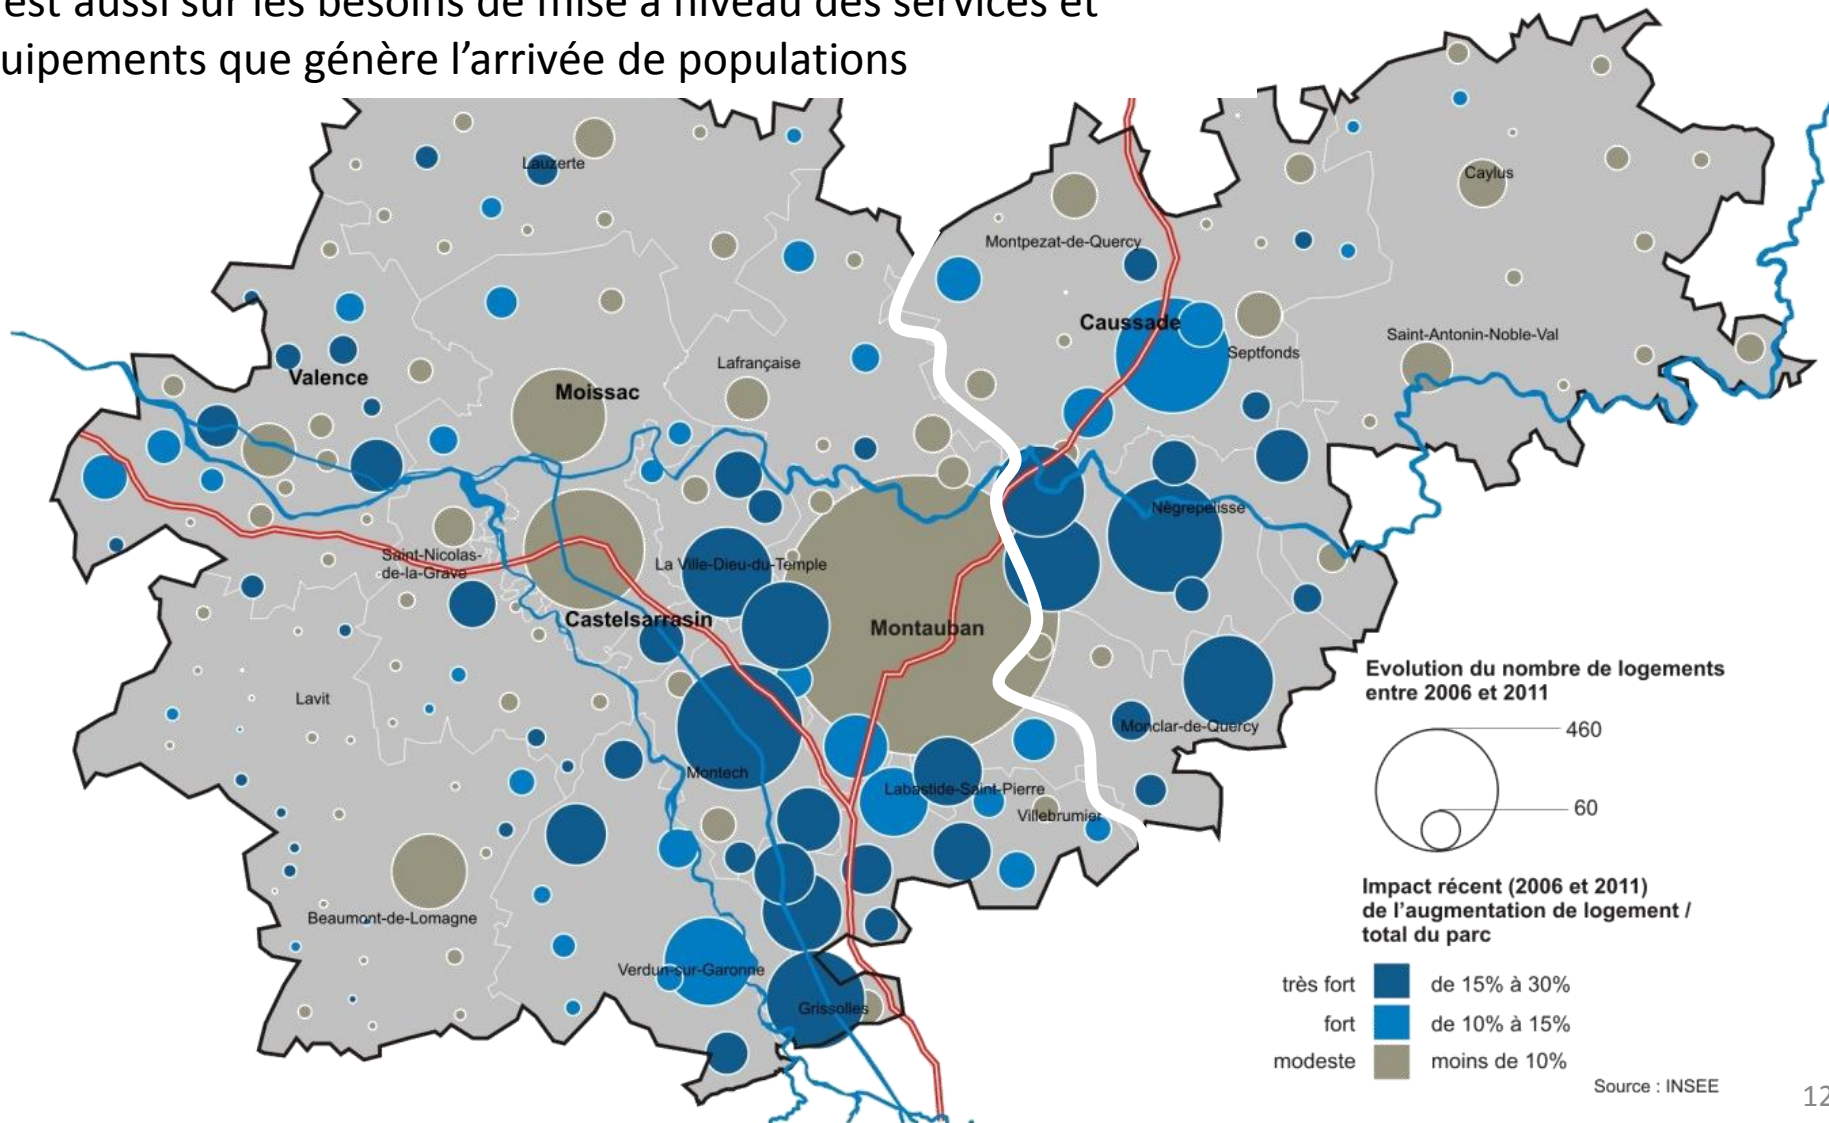 est aussi sur les besoins de mise à niveau des services et
uipements que génère l'arrivée de populations
Lauzerte
Caylus
Montpezat-de-Quercy
Caussade
Septfonds
Saint-Antonin-Noble-Val
Lafrançaise
Valence
Moissac
Nègrepelisse
Saint-Nicolas-
de-la-Grave
La Ville-Dieu-du-Temple
Castelsarrasin
Montauban
Lavit
Monclar-de-Quercy
Montech
Labastide-Saint-Pierre
Villebrumier
Beaumont-de-Lomagne
Verdun-sur-Garonne
Grissolles
Evolution du nombre de logements
entre 2006 et 2011
460
60
Impact récent (2006 et 2011)
de l'augmentation de logement /
total du parc
très fort de 15% à 30%
fort de 10% à 15%
modeste moins de 10%
Source : INSEE
12